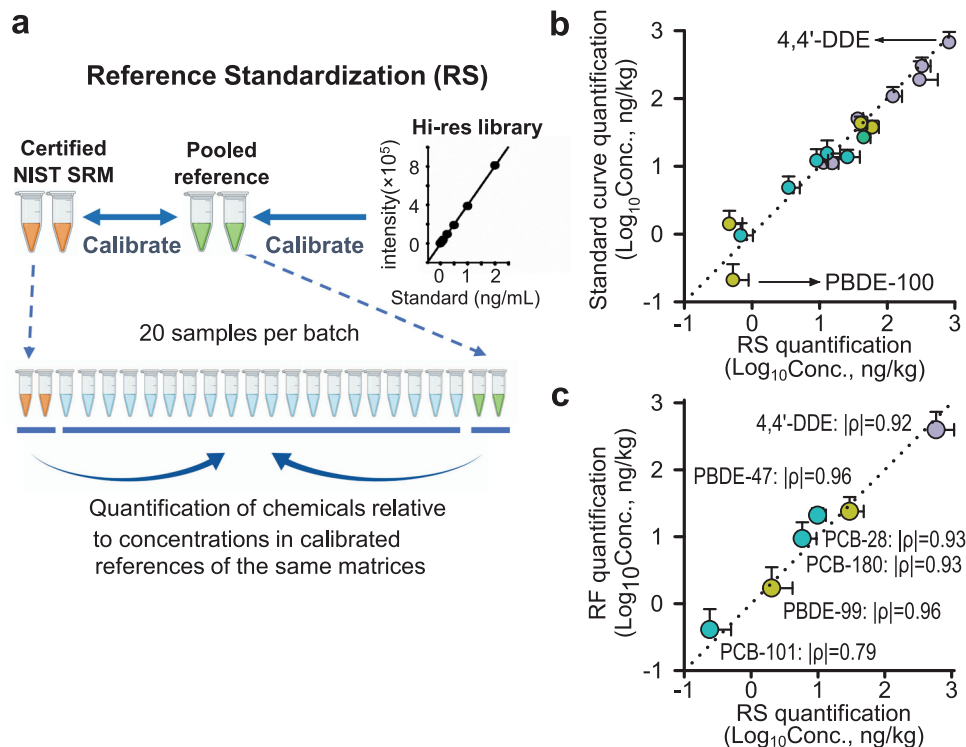 a
Reference Standardization (RS)
Certified
NIST SRM
Pooled
reference
Hi-res library
Calibrate
Calibrate
intensity(×10⁵)
8
4
0
0 1 2
Standard (ng/mL)
20 samples per batch
Quantification of chemicals relative
to concentrations in calibrated
references of the same matrices
b
Standard curve quantification
(Log₁₀Conc., ng/kg)
3
2
1
0
-1
4,4'-DDE
PBDE-100
-1 0 1 2 3
RS quantification
(Log₁₀Conc., ng/kg)
c
RF quantification
(Log₁₀Conc., ng/kg)
3
2
1
0
-1
4,4'-DDE: |ρ|=0.92
PBDE-47: |ρ|=0.96
PCB-28: |ρ|=0.93
PCB-180: |ρ|=0.93
PBDE-99: |ρ|=0.96
PCB-101: |ρ|=0.79
-1 0 1 2 3
RS quantification
(Log₁₀Conc., ng/kg)